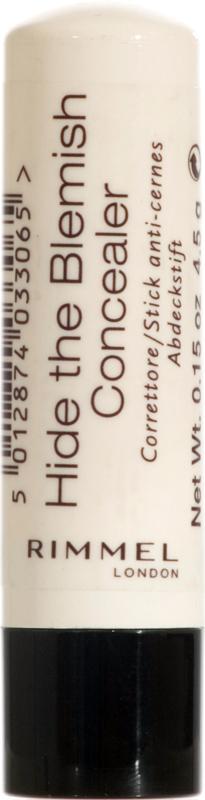 Hide the Blemish
Concealer
Correttore/Stick anti-cernes
Abdeckstift
Net Wt. 0.15 oz. 4.5 g
5 012874 033065 >
RIMMEL
LONDON